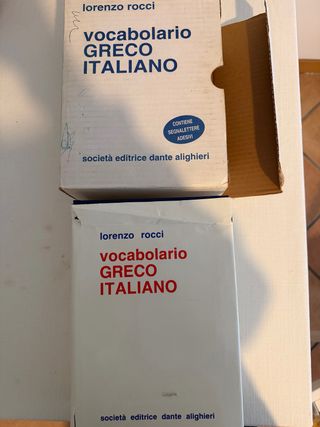 lorenzo rocci
vocabolario
GRECO
ITALIANO
CONTIENE
SEGNALETTERE
ADESIVI
società editrice dante alighieri
lorenzo rocci
vocabolario
GRECO
ITALIANO
società editrice dante alighieri